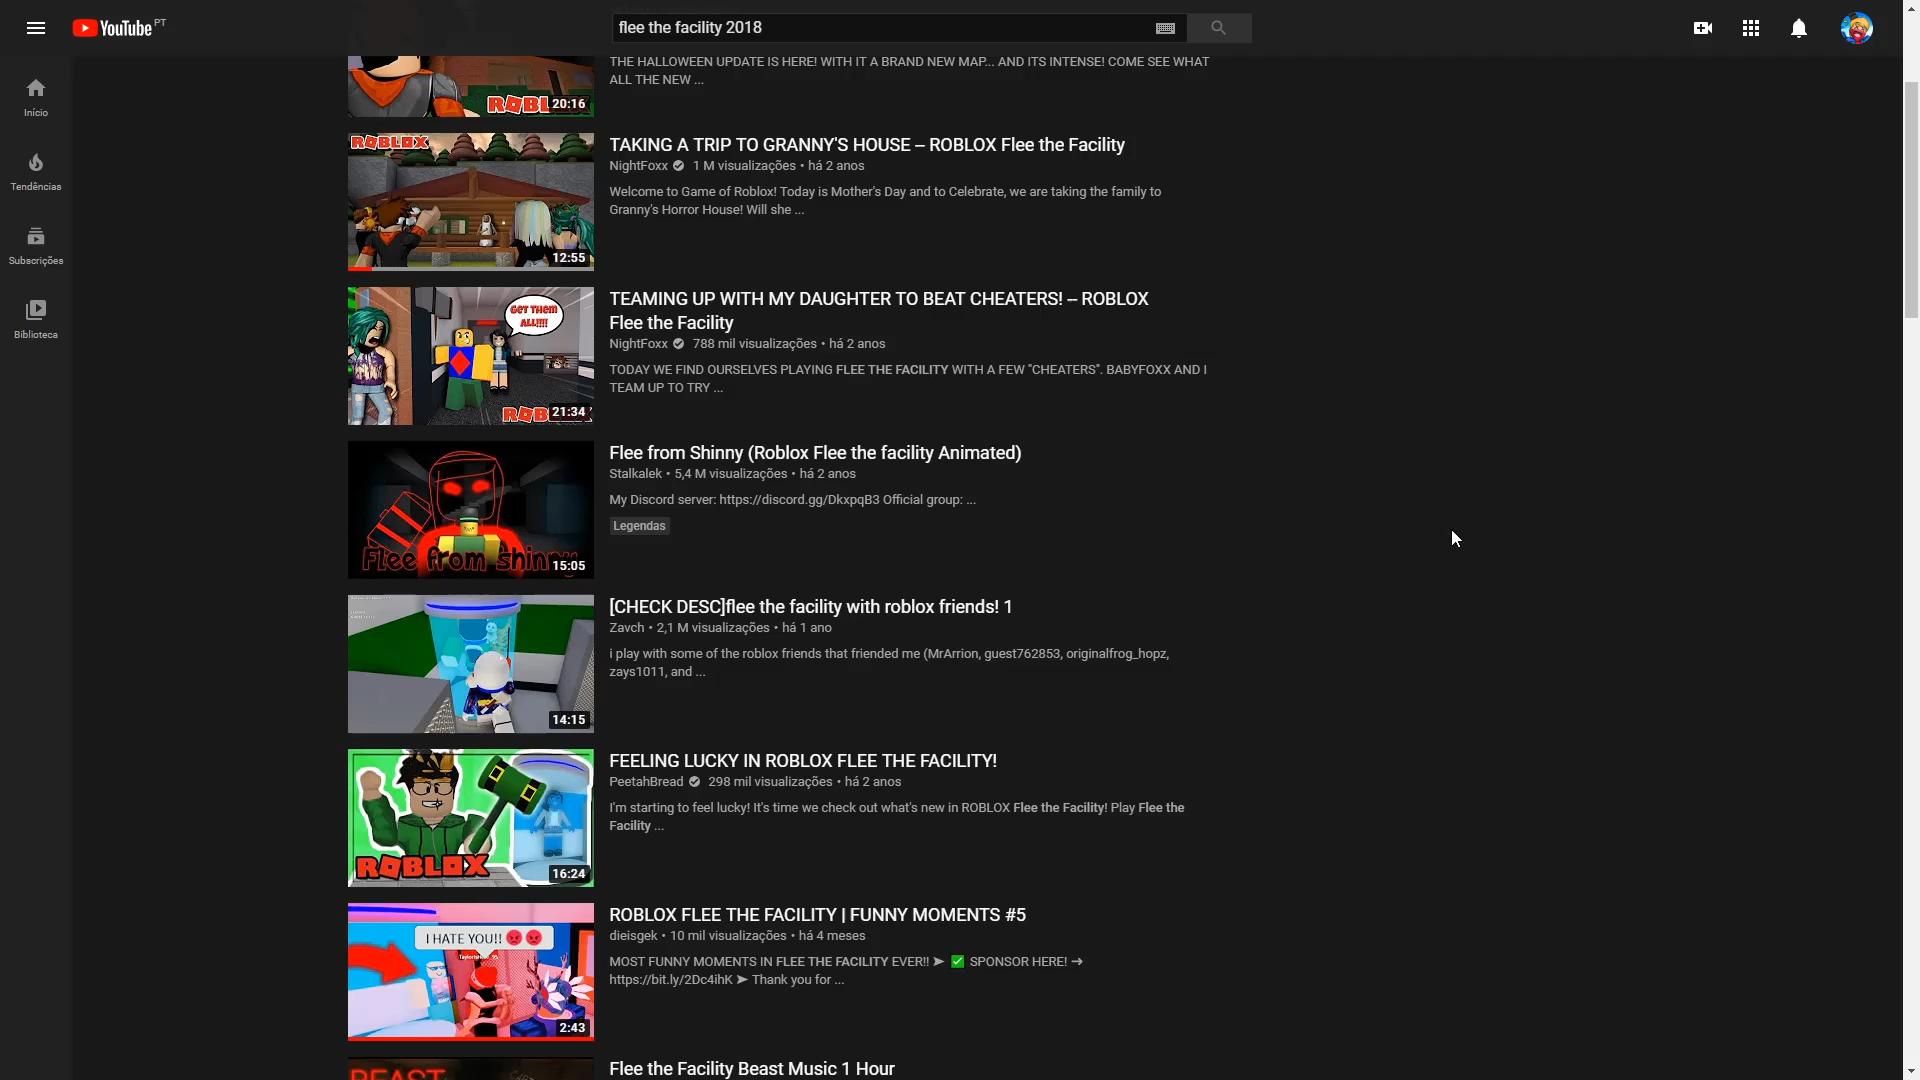 YouTube PT
flee the facility 2018
Início
Tendências
Subscrições
Biblioteca
20:16
THE HALLOWEEN UPDATE IS HERE! WITH IT A BRAND NEW MAP... AND ITS INTENSE! COME SEE WHAT
ALL THE NEW ...
ROBLOX
12:55
TAKING A TRIP TO GRANNY'S HOUSE – ROBLOX Flee the Facility
NightFoxx 1 M visualizações • há 2 anos
Welcome to Game of Roblox! Today is Mother's Day and to Celebrate, we are taking the family to
Granny's Horror House! Will she ...
GET THEM
ALL!!!!
21:34
TEAMING UP WITH MY DAUGHTER TO BEAT CHEATERS! – ROBLOX
Flee the Facility
NightFoxx 788 mil visualizações • há 2 anos
TODAY WE FIND OURSELVES PLAYING FLEE THE FACILITY WITH A FEW "CHEATERS". BABYFOXX AND I
TEAM UP TO TRY ...
Flee from shinny
15:05
Flee from Shinny (Roblox Flee the facility Animated)
Stalkalek • 5,4 M visualizações • há 2 anos
My Discord server: https://discord.gg/DkxpqB3 Official group: ...
Legendas
14:15
[CHECK DESC]flee the facility with roblox friends! 1
Zavch • 2,1 M visualizações • há 1 ano
i play with some of the roblox friends that friended me (MrArrion, guest762853, originalfrog_hopz,
zays1011, and ...
ROBLOX
16:24
FEELING LUCKY IN ROBLOX FLEE THE FACILITY!
PeetahBread 298 mil visualizações • há 2 anos
I'm starting to feel lucky! It's time we check out what's new in ROBLOX Flee the Facility! Play Flee the
Facility ...
I HATE YOU!! 😡 😡
2:43
ROBLOX FLEE THE FACILITY | FUNNY MOMENTS #5
dieisgek • 10 mil visualizações • há 4 meses
MOST FUNNY MOMENTS IN FLEE THE FACILITY EVER!! ➤ ✅ SPONSOR HERE! →
https://bit.ly/2Dc4ihK ➤ Thank you for ...
BEAST
Flee the Facility Beast Music 1 Hour